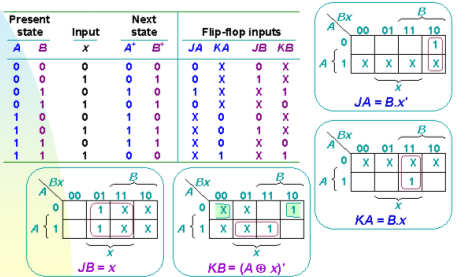 Present Next
state Input state Flip-flop inputs
A B x A⁺ B⁺ JA KA JB KB
0 0 0 0 0 0 X 0 X
0 0 1 0 1 0 X 1 X
0 1 0 1 0 1 X X 1
0 1 1 0 1 0 X X 0
1 0 0 1 0 X 0 0 X
1 0 1 1 1 X 0 1 X
1 1 0 1 1 X 0 X 0
1 1 1 0 0 X 1 X 1
B
Bx
A 00 01 11 10
0 1
A 1 X X X X
x
JA = B.x'
B
Bx
A 00 01 11 10
0 X X X X
A 1 1
x
KA = B.x
B
Bx
A 00 01 11 10
0 1 X X
A 1 1 X X
x
JB = x
B
Bx
A 00 01 11 10
0 X X 1
A 1 X X 1
x
KB = (A ⊕ x)'